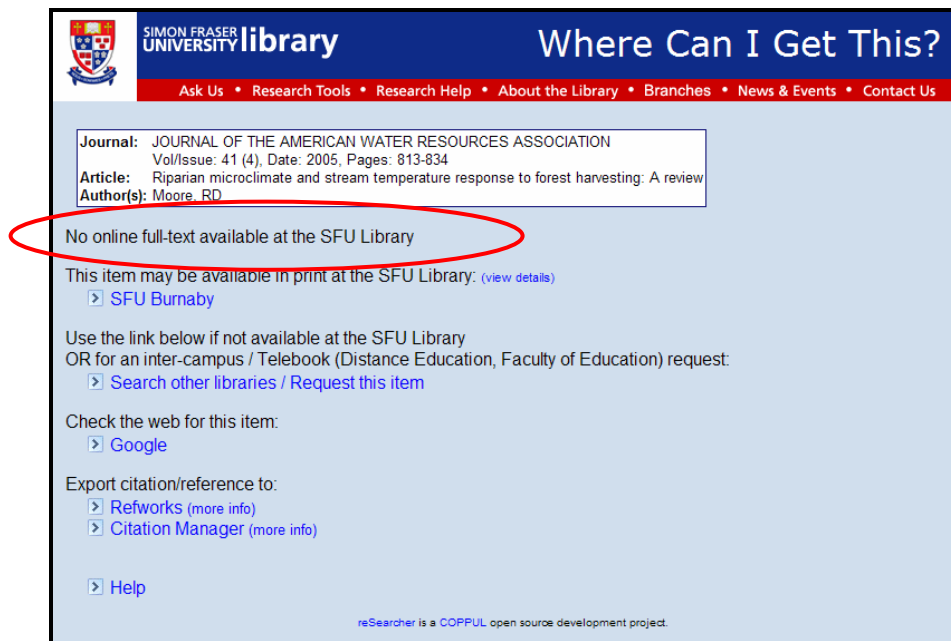 SIMON FRASER
UNIVERSITY library
Where Can I Get This?
Ask Us • Research Tools • Research Help • About the Library • Branches • News & Events • Contact Us
Journal: JOURNAL OF THE AMERICAN WATER RESOURCES ASSOCIATION
Vol/Issue: 41 (4), Date: 2005, Pages: 813-834
Article: Riparian microclimate and stream temperature response to forest harvesting: A review
Author(s): Moore, RD
No online full-text available at the SFU Library
This item may be available in print at the SFU Library: (view details)
SFU Burnaby
Use the link below if not available at the SFU Library
OR for an inter-campus / Telebook (Distance Education, Faculty of Education) request:
Search other libraries / Request this item
Check the web for this item:
Google
Export citation/reference to:
Refworks (more info)
Citation Manager (more info)
Help
reSearcher is a COPPUL open source development project.